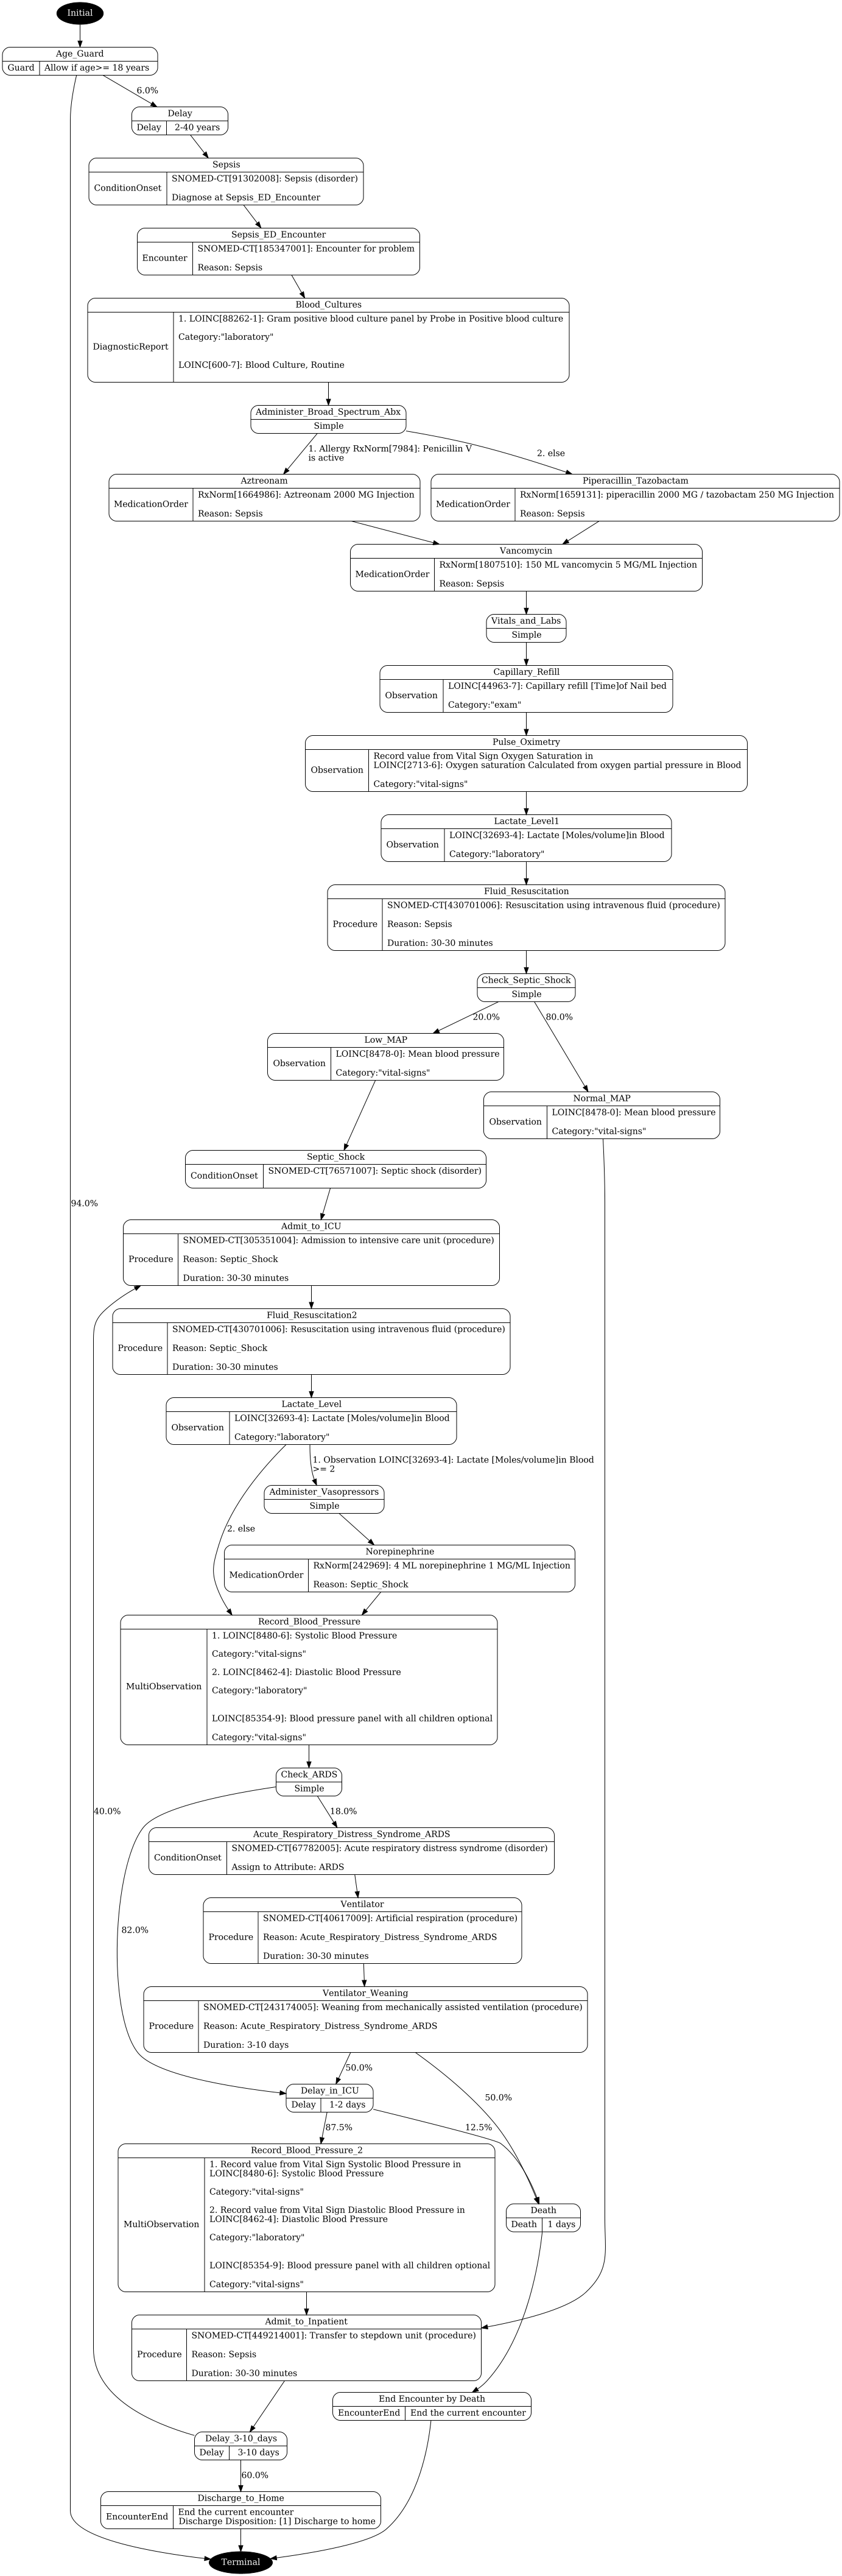 Initial
Age_Guard
Guard Allow if age>= 18 years
6.0%
Delay
Delay 2-40 years
Sepsis
ConditionOnset
SNOMED-CT[91302008]: Sepsis (disorder)
Diagnose at Sepsis_ED_Encounter
Sepsis_ED_Encounter
Encounter
SNOMED-CT[185347001]: Encounter for problem
Reason: Sepsis
Blood_Cultures
DiagnosticReport
1. LOINC[88262-1]: Gram positive blood culture panel by Probe in Positive blood culture
Category:"laboratory"
LOINC[600-7]: Blood Culture, Routine
Administer_Broad_Spectrum_Abx
Simple
1. Allergy RxNorm[7984]: Penicillin V
is active
2. else
Aztreonam
MedicationOrder
RxNorm[1664986]: Aztreonam 2000 MG Injection
Reason: Sepsis
Piperacillin_Tazobactam
MedicationOrder
RxNorm[1659131]: piperacillin 2000 MG / tazobactam 250 MG Injection
Reason: Sepsis
Vancomycin
MedicationOrder
RxNorm[1807510]: 150 ML vancomycin 5 MG/ML Injection
Reason: Sepsis
Vitals_and_Labs
Simple
Capillary_Refill
Observation
LOINC[44963-7]: Capillary refill [Time]of Nail bed
Category:"exam"
Pulse_Oximetry
Observation
Record value from Vital Sign Oxygen Saturation in
LOINC[2713-6]: Oxygen saturation Calculated from oxygen partial pressure in Blood
Category:"vital-signs"
Lactate_Level1
Observation
LOINC[32693-4]: Lactate [Moles/volume]in Blood
Category:"laboratory"
Fluid_Resuscitation
Procedure
SNOMED-CT[430701006]: Resuscitation using intravenous fluid (procedure)
Reason: Sepsis
Duration: 30-30 minutes
Check_Septic_Shock
Simple
20.0%
80.0%
Low_MAP
Observation
LOINC[8478-0]: Mean blood pressure
Category:"vital-signs"
Normal_MAP
Observation
LOINC[8478-0]: Mean blood pressure
Category:"vital-signs"
Septic_Shock
ConditionOnset
SNOMED-CT[76571007]: Septic shock (disorder)
94.0%
Admit_to_ICU
Procedure
SNOMED-CT[305351004]: Admission to intensive care unit (procedure)
Reason: Septic_Shock
Duration: 30-30 minutes
Fluid_Resuscitation2
Procedure
SNOMED-CT[430701006]: Resuscitation using intravenous fluid (procedure)
Reason: Septic_Shock
Duration: 30-30 minutes
Lactate_Level
Observation
LOINC[32693-4]: Lactate [Moles/volume]in Blood
Category:"laboratory"
1. Observation LOINC[32693-4]: Lactate [Moles/volume]in Blood
>= 2
Administer_Vasopressors
Simple
2. else
Norepinephrine
MedicationOrder
RxNorm[242969]: 4 ML norepinephrine 1 MG/ML Injection
Reason: Septic_Shock
Record_Blood_Pressure
MultiObservation
1. LOINC[8480-6]: Systolic Blood Pressure
Category:"vital-signs"
2. LOINC[8462-4]: Diastolic Blood Pressure
Category:"laboratory"
LOINC[85354-9]: Blood pressure panel with all children optional
Category:"vital-signs"
Check_ARDS
Simple
40.0%
18.0%
Acute_Respiratory_Distress_Syndrome_ARDS
ConditionOnset
SNOMED-CT[67782005]: Acute respiratory distress syndrome (disorder)
Assign to Attribute: ARDS
82.0%
Ventilator
Procedure
SNOMED-CT[40617009]: Artificial respiration (procedure)
Reason: Acute_Respiratory_Distress_Syndrome_ARDS
Duration: 30-30 minutes
Ventilator_Weaning
Procedure
SNOMED-CT[243174005]: Weaning from mechanically assisted ventilation (procedure)
Reason: Acute_Respiratory_Distress_Syndrome_ARDS
Duration: 3-10 days
50.0%
50.0%
Delay_in_ICU
Delay 1-2 days
87.5%
12.5%
Record_Blood_Pressure_2
MultiObservation
1. Record value from Vital Sign Systolic Blood Pressure in
LOINC[8480-6]: Systolic Blood Pressure
Category:"vital-signs"
2. Record value from Vital Sign Diastolic Blood Pressure in
LOINC[8462-4]: Diastolic Blood Pressure
Category:"laboratory"
LOINC[85354-9]: Blood pressure panel with all children optional
Category:"vital-signs"
Death
Death 1 days
Admit_to_Inpatient
Procedure
SNOMED-CT[449214001]: Transfer to stepdown unit (procedure)
Reason: Sepsis
Duration: 30-30 minutes
End Encounter by Death
EncounterEnd End the current encounter
Delay_3-10_days
Delay 3-10 days
60.0%
Discharge_to_Home
EncounterEnd
End the current encounter
Discharge Disposition: [1] Discharge to home
Terminal